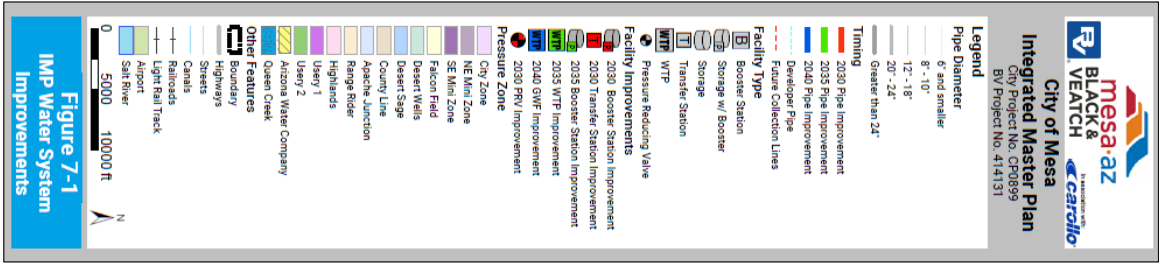 mesa·az
BLACK & VEATCH
In association with
carollo
City of Mesa
Integrated Master Plan
City Project No. CP0899
BV Project No. 414131
Legend
Pipe Diameter
6" and smaller
8" - 10"
12" - 18"
20" - 24"
Greater than 24"
Timing
2030 Pipe Improvement
2035 Pipe Improvement
2040 Pipe Improvement
Developer Pipe
Future Collection Lines
Facility Type
B Booster Station
P Storage w/ Booster
Storage
T Transfer Station
WTP WTP
Pressure Reducing Valve
Facility Improvements
P 2030 Booster Station Improvement
T 2030 Transfer Station Improvement
P 2035 Booster Station Improvement
WTP 2035 WTP Improvement
WTP 2040 GWF Improvement
2030 PRV Improvement
Pressure Zone
City Zone
NE Mini Zone
SE Mini Zone
Falcon Field
Desert Wells
Desert Sage
County Line
Apache Junction
Range Rider
Highlands
Usery 1
Usery 2
Arizona Water Company
Queen Creek
Other Features
Boundary
Highways
Streets
Canals
Railroads
Light Rail Track
Airport
Salt River
0 5000 10000 ft
N
Figure 7-1
IMP Water System
Improvements